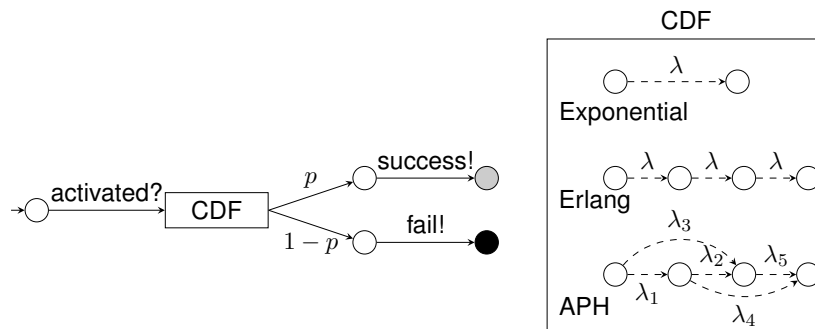 CDF
λ
Exponential
activated?
CDF
p
success!
1 − p
fail!
λ λ λ
Erlang
λ3
λ2 λ5
λ1
λ4
APH